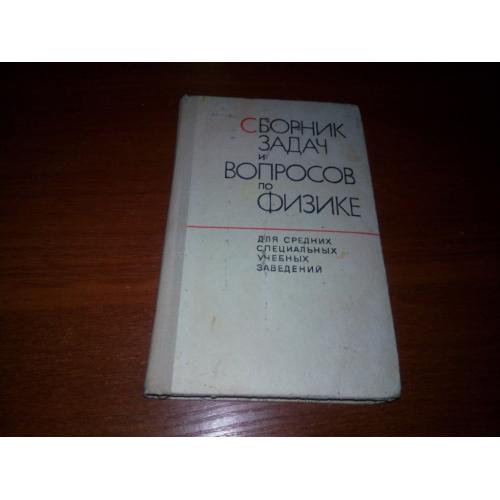 СБОРНИК
ЗАДАЧ
и
ВОПРОСОВ
по
ФИЗИКЕ
ДЛЯ СРЕДНИХ
СПЕЦИАЛЬНЫХ
УЧЕБНЫХ
ЗАВЕДЕНИЙ